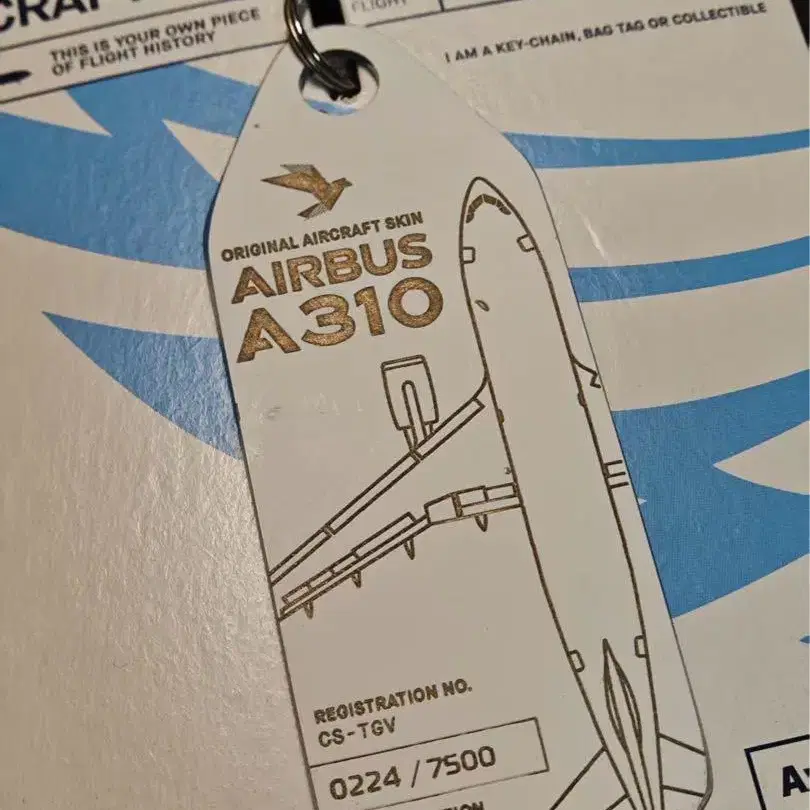 THIS IS YOUR OWN PIECE
OF FLIGHT HISTORY
FLIGHT
I AM A KEY-CHAIN, BAG TAG OR COLLECTIBLE
ORIGINAL AIRCRAFT SKIN
AIRBUS
A310
REGISTRATION NO.
CS-TGV
0224 / 7500